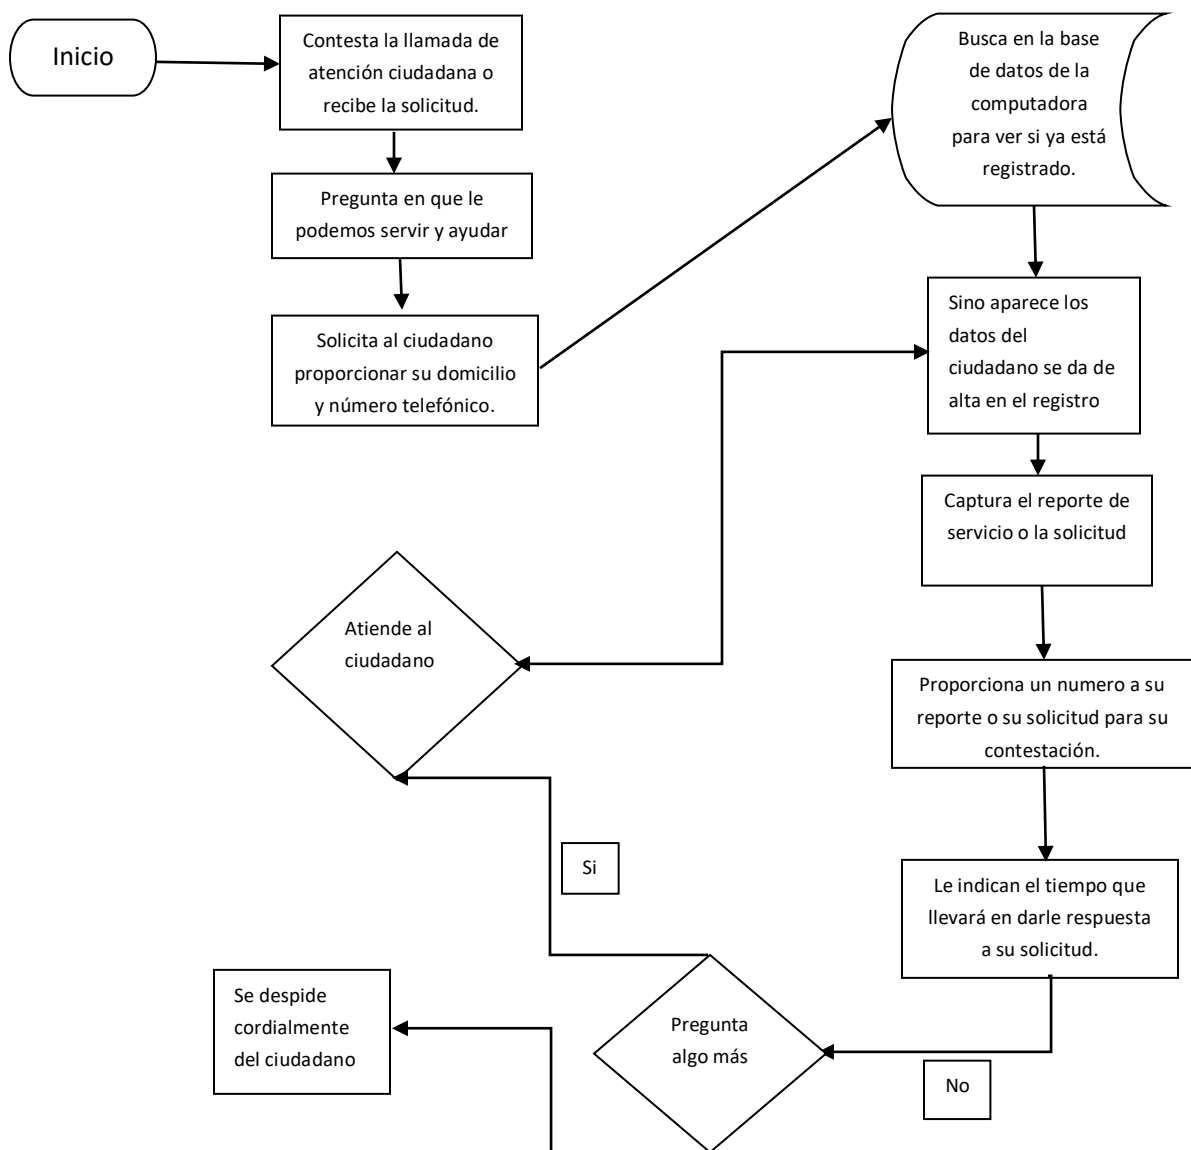 Inicio
Contesta la llamada de
atención ciudadana o
recibe la solicitud.
Pregunta en que le
podemos servir y ayudar
Solicita al ciudadano
proporcionar su domicilio
y número telefónico.
Busca en la base
de datos de la
computadora
para ver si ya está
registrado.
Sino aparece los
datos del
ciudadano se da de
alta en el registro
Captura el reporte de
servicio o la solicitud
Proporciona un numero a su
reporte o su solicitud para su
contestación.
Le indican el tiempo que
llevará en darle respuesta
a su solicitud.
No
Pregunta
algo más
Si
Atiende al
ciudadano
Se despide
cordialmente
del ciudadano